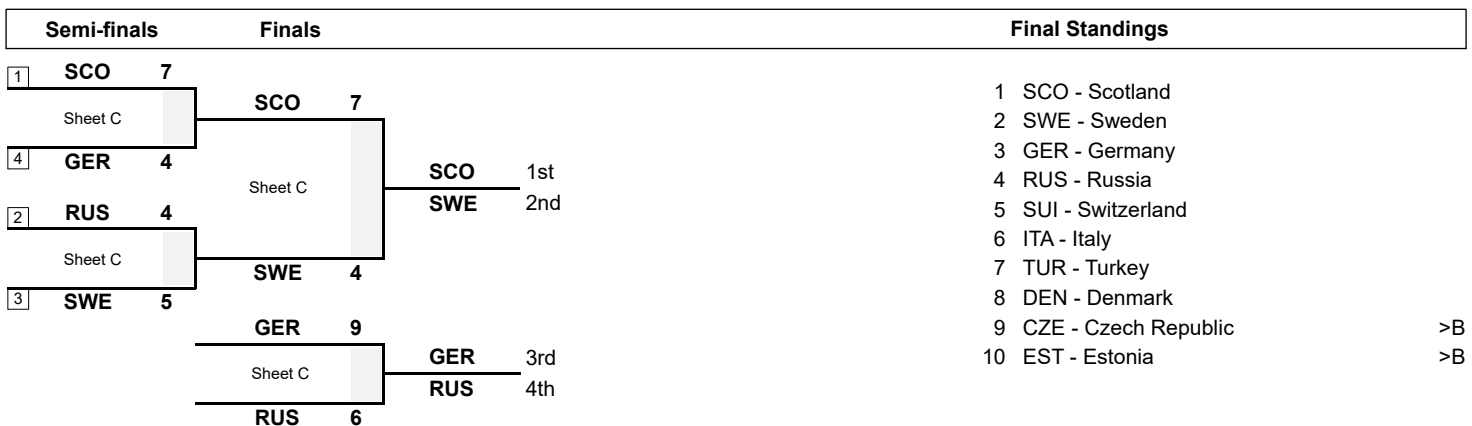 Semi-finals Finals Final Standings
1 SCO 7
Sheet C
4 GER 4
2 RUS 4
Sheet C
3 SWE 5
SCO 7
Sheet C
SWE 4
SCO 1st
SWE 2nd
GER 9
Sheet C
RUS 6
GER 3rd
RUS 4th
1 SCO - Scotland
2 SWE - Sweden
3 GER - Germany
4 RUS - Russia
5 SUI - Switzerland
6 ITA - Italy
7 TUR - Turkey
8 DEN - Denmark
9 CZE - Czech Republic >B
10 EST - Estonia >B